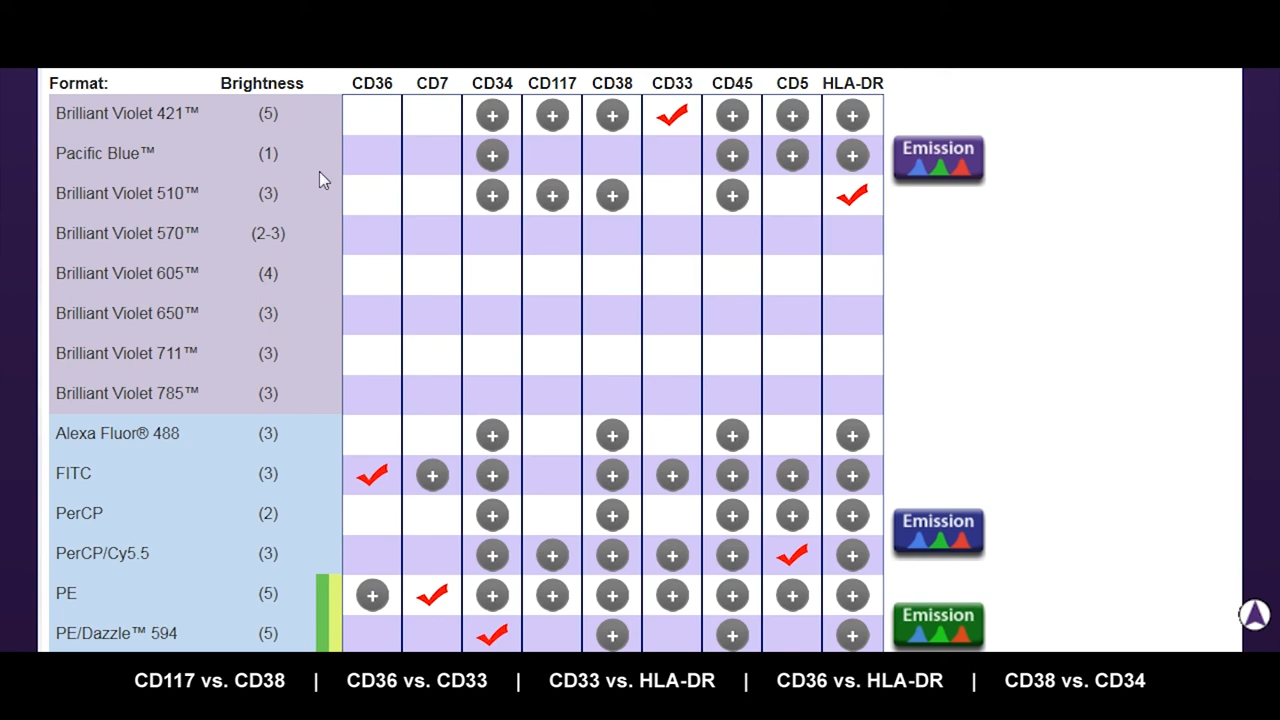 Format: Brightness CD36 CD7 CD34 CD117 CD38 CD33 CD45 CD5 HLA-DR
Brilliant Violet 421™ (5)
Pacific Blue™ (1)
Emission
Brilliant Violet 510™ (3)
Brilliant Violet 570™ (2-3)
Brilliant Violet 605™ (4)
Brilliant Violet 650™ (3)
Brilliant Violet 711™ (3)
Brilliant Violet 785™ (3)
Alexa Fluor® 488 (3)
FITC (3)
PerCP (2)
Emission
PerCP/Cy5.5 (3)
PE (5)
Emission
PE/Dazzle™ 594 (5)
CD117 vs. CD38 | CD36 vs. CD33 | CD33 vs. HLA-DR | CD36 vs. HLA-DR | CD38 vs. CD34